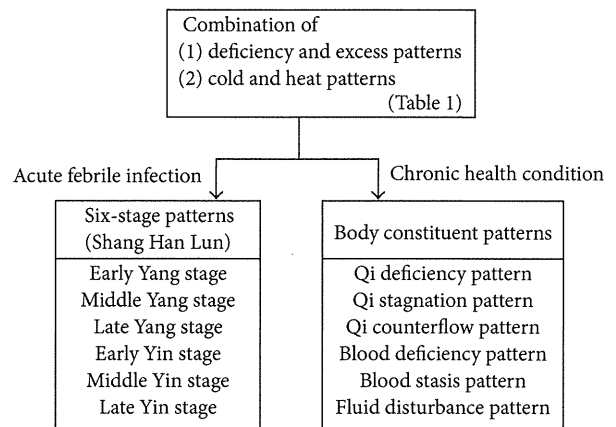 Combination of
(1) deficiency and excess patterns
(2) cold and heat patterns
(Table 1)
Acute febrile infection
Chronic health condition
Six-stage patterns
(Shang Han Lun)
Early Yang stage
Middle Yang stage
Late Yang stage
Early Yin stage
Middle Yin stage
Late Yin stage
Body constituent patterns
Qi deficiency pattern
Qi stagnation pattern
Qi counterflow pattern
Blood deficiency pattern
Blood stasis pattern
Fluid disturbance pattern